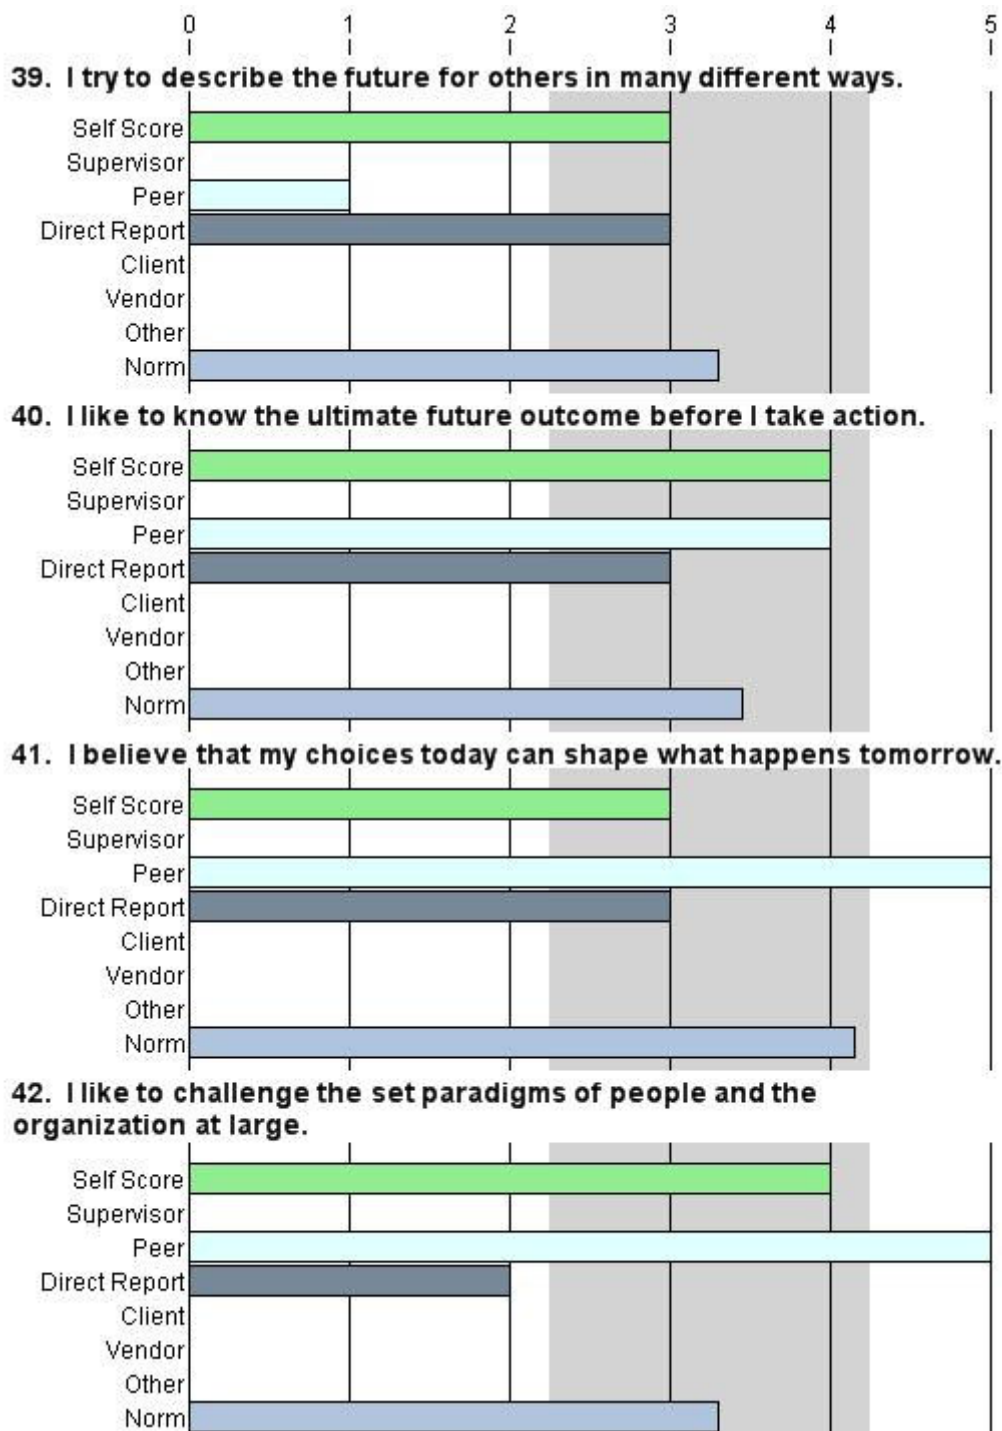 0 1 2 3 4 5
39. I try to describe the future for others in many different ways.
Self Score
Supervisor
Peer
Direct Report
Client
Vendor
Other
Norm
40. I like to know the ultimate future outcome before I take action.
Self Score
Supervisor
Peer
Direct Report
Client
Vendor
Other
Norm
41. I believe that my choices today can shape what happens tomorrow.
Self Score
Supervisor
Peer
Direct Report
Client
Vendor
Other
Norm
42. I like to challenge the set paradigms of people and the
organization at large.
Self Score
Supervisor
Peer
Direct Report
Client
Vendor
Other
Norm